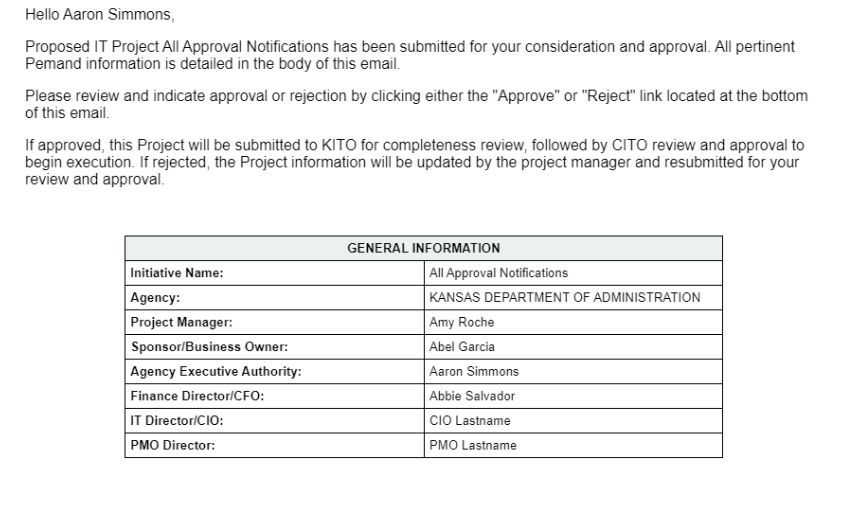 Hello Aaron Simmons,
Proposed IT Project All Approval Notifications has been submitted for your consideration and approval. All pertinent
Pemand information is detailed in the body of this email.
Please review and indicate approval or rejection by clicking either the "Approve" or "Reject" link located at the bottom
of this email.
If approved, this Project will be submitted to KITO for completeness review, followed by CITO review and approval to
begin execution. If rejected, the Project information will be updated by the project manager and resubmitted for your
review and approval.
GENERAL INFORMATION
Initiative Name: All Approval Notifications
Agency: KANSAS DEPARTMENT OF ADMINISTRATION
Project Manager: Amy Roche
Sponsor/Business Owner: Abel Garcia
Agency Executive Authority: Aaron Simmons
Finance Director/CFO: Abbie Salvador
IT Director/CIO: CIO Lastname
PMO Director: PMO Lastname